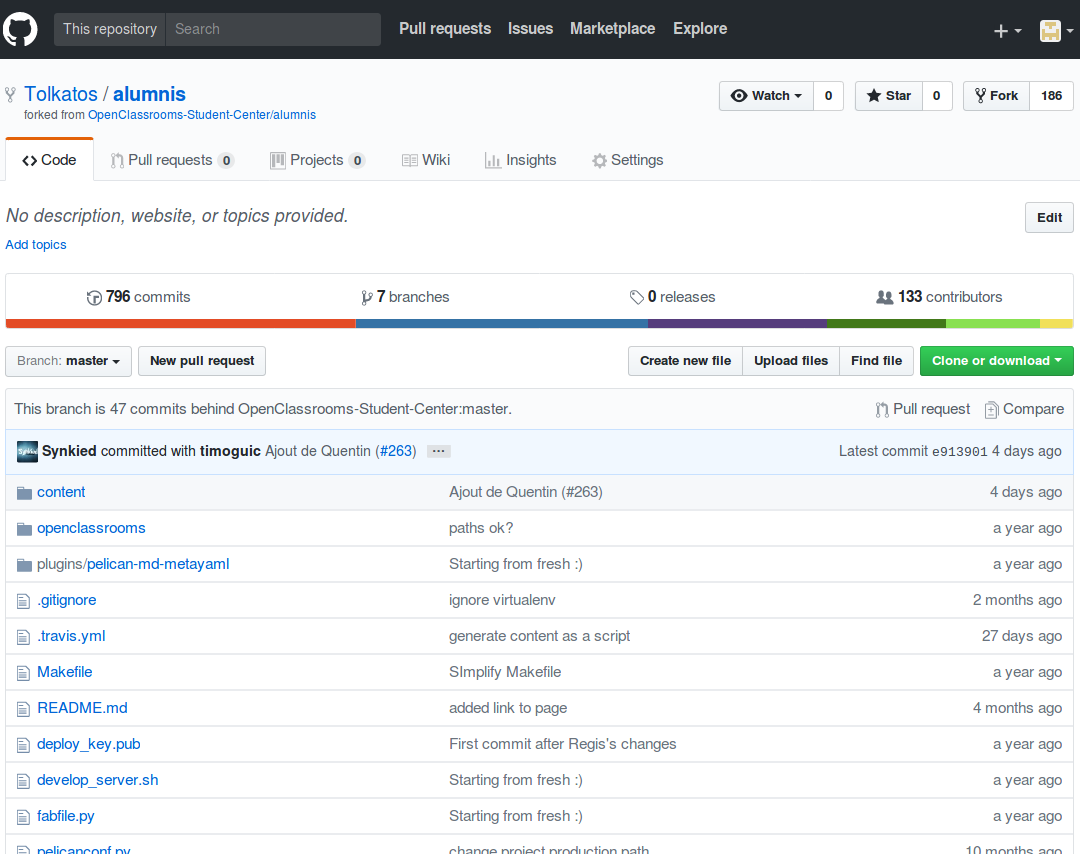 This repository Search Pull requests Issues Marketplace Explore
Tolkatos / alumnis Watch 0 Star 0 Fork 186
forked from OpenClassrooms-Student-Center/alumnis
Code Pull requests 0 Projects 0 Wiki Insights Settings
No description, website, or topics provided. Edit
Add topics
796 commits 7 branches 0 releases 133 contributors
Branch: master New pull request Create new file Upload files Find file Clone or download
This branch is 47 commits behind OpenClassrooms-Student-Center:master. Pull request Compare
Synkied committed with timoguic Ajout de Quentin (#263) ... Latest commit e913901 4 days ago
content Ajout de Quentin (#263) 4 days ago
openclassrooms paths ok? a year ago
plugins/pelican-md-metayaml Starting from fresh :) a year ago
.gitignore ignore virtualenv 2 months ago
.travis.yml generate content as a script 27 days ago
Makefile SImplify Makefile a year ago
README.md added link to page 4 months ago
deploy_key.pub First commit after Regis's changes a year ago
develop_server.sh Starting from fresh :) a year ago
fabfile.py Starting from fresh :) a year ago
pelicanconf.py change project production path 10 months ago